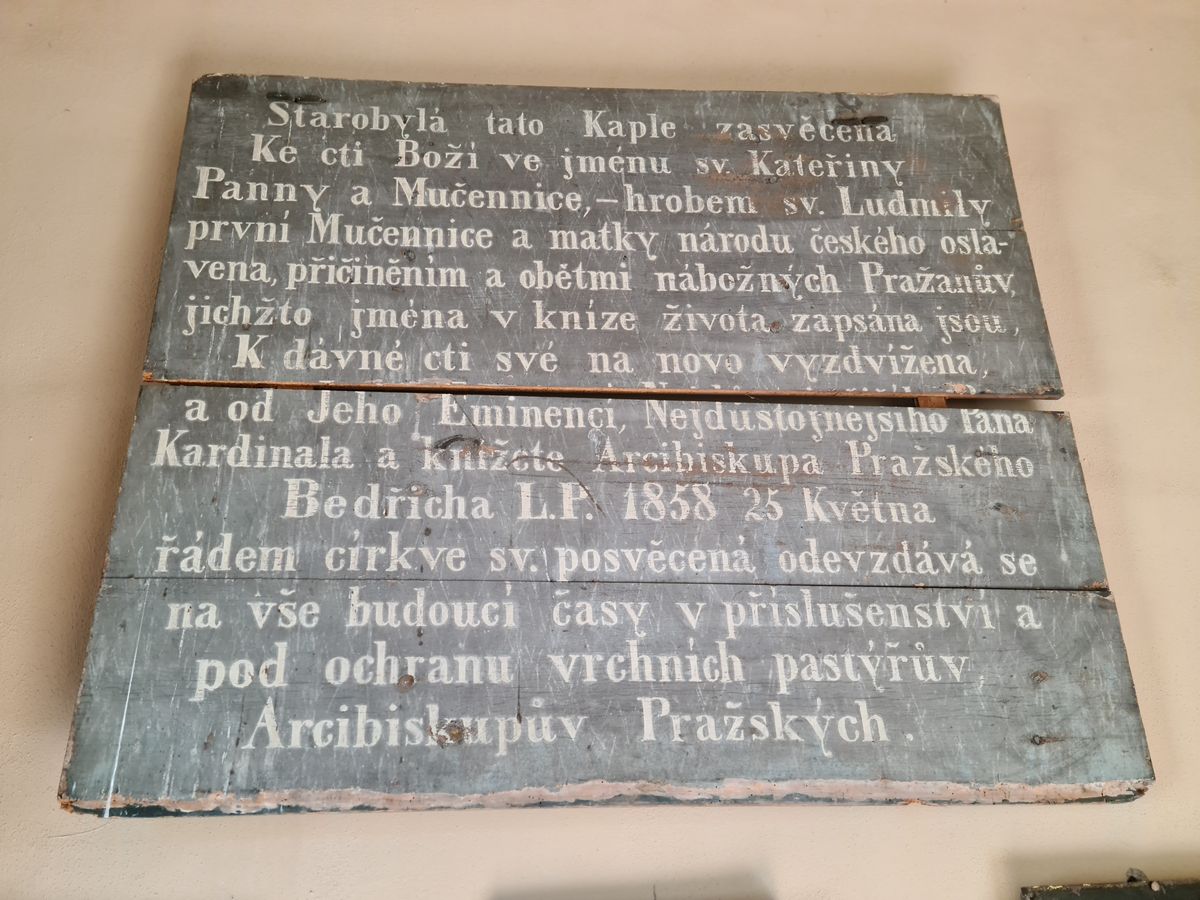 Starobylá tato Kaple zasvěcena
Ke cti Boží ve jménu sv. Kateřiny
Panny a Mučennice,—hrobem sv. Ludmily
první Mučennice a matky národu českého osla-
vena, přičiněním a obětmi nábožných Pražanův,
jichžto jména v knize života zapsána jsou,
K dávné cti své na novo vyzdvížena,
a od Jeho Eminencí, Nejdůstojnějsiho Pana
Kardinala a knížete Arcibiskupa Pražského
Bedřicha L.P. 1858 25 Května
řádem církve sv. posvěcená odevzdává se
na vše budoucí časy v příslušenství a
pod ochranu vrchních pastýřův,
Arcibiskupův Pražských.